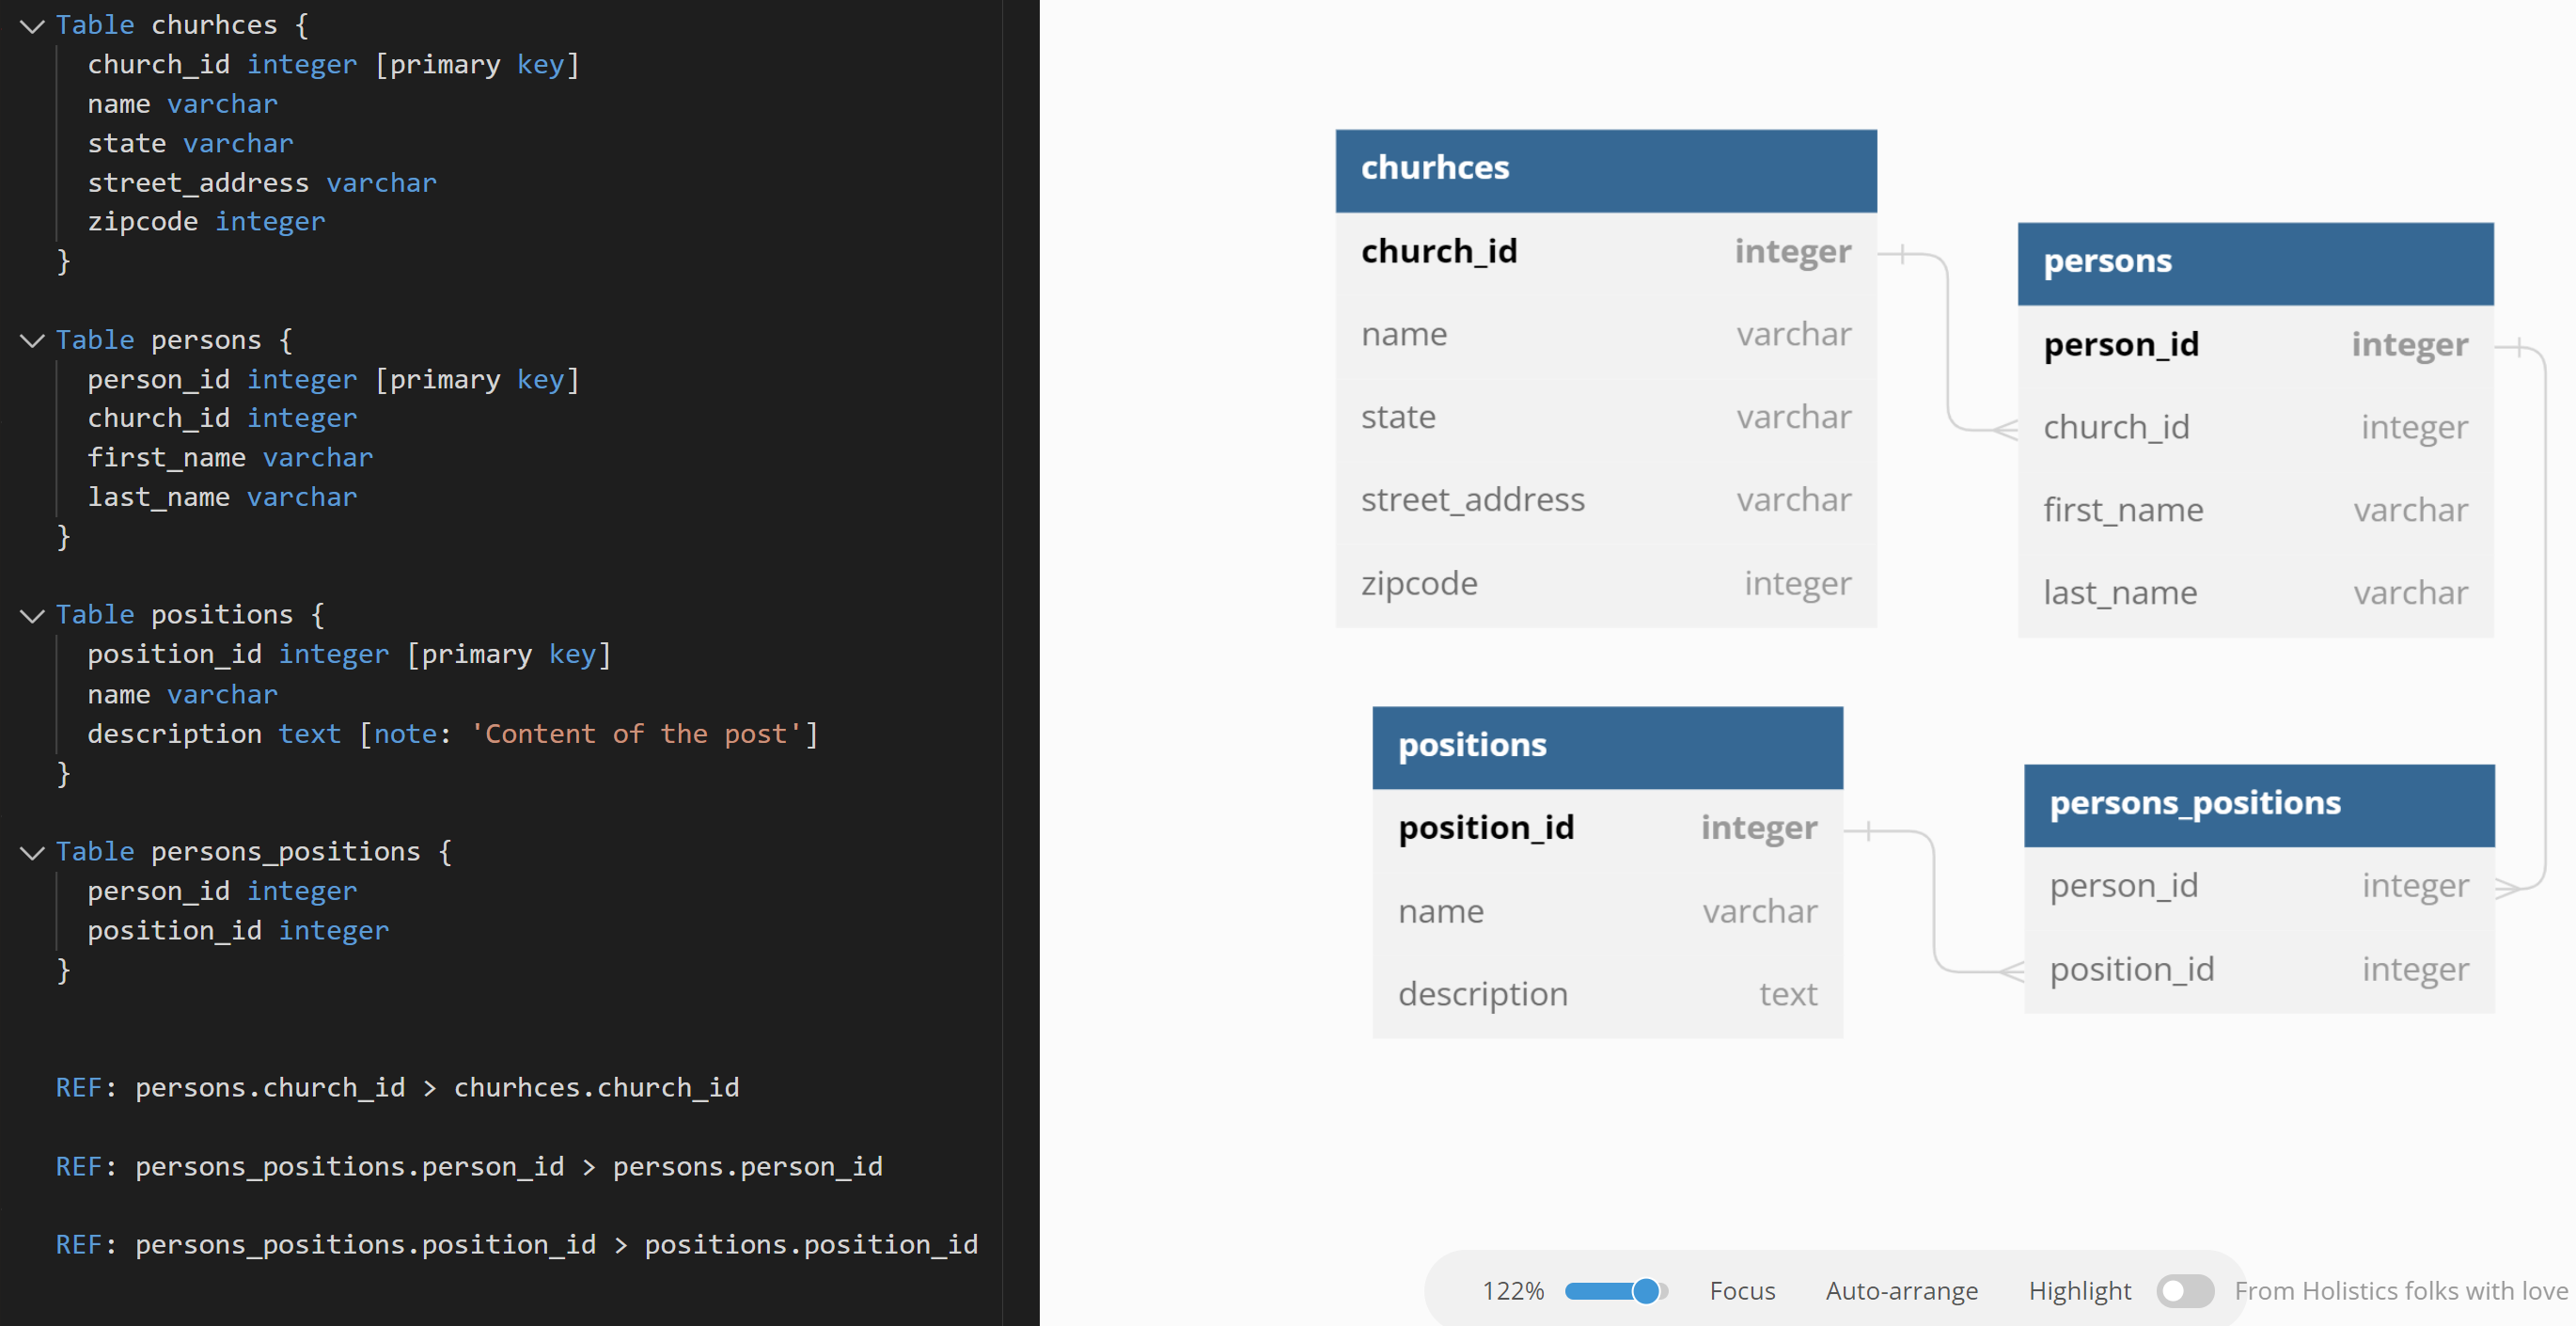 Table churhces {
church_id integer [primary key]
name varchar
state varchar
street_address varchar
zipcode integer
}
Table persons {
person_id integer [primary key]
church_id integer
first_name varchar
last_name varchar
}
Table positions {
position_id integer [primary key]
name varchar
description text [note: 'Content of the post']
}
Table persons_positions {
person_id integer
position_id integer
}
REF: persons.church_id > churhces.church_id
REF: persons_positions.person_id > persons.person_id
REF: persons_positions.position_id > positions.position_id
churhces
church_id integer
name varchar
state varchar
street_address varchar
zipcode integer
persons
person_id integer
church_id integer
first_name varchar
last_name varchar
positions
position_id integer
name varchar
description text
persons_positions
person_id integer
position_id integer
122% Focus Auto-arrange Highlight From Holistics folks with love